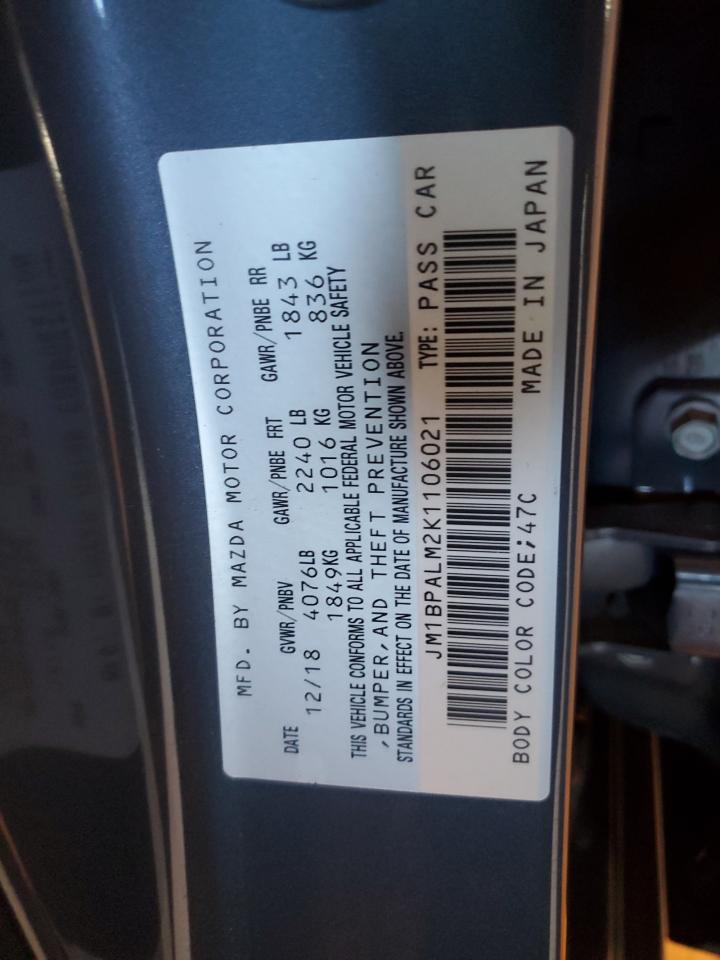 MFD. BY MAZDA MOTOR CORPORATION
DATE GVWR/PNBV GAWR/PNBE FRT GAWR/PNBE RR
12/18 4076LB 2240 LB 1843 LB
1849KG 1016 KG 836 KG
THIS VEHICLE CONFORMS TO ALL APPLICABLE FEDERAL MOTOR VEHICLE SAFETY
,BUMPER,AND THEFT PREVENTION
STANDARDS IN EFFECT ON THE DATE OF MANUFACTURE SHOWN ABOVE.
JM1BPALM2K1106021 TYPE: PASS CAR
BODY COLOR CODE;47C MADE IN JAPAN